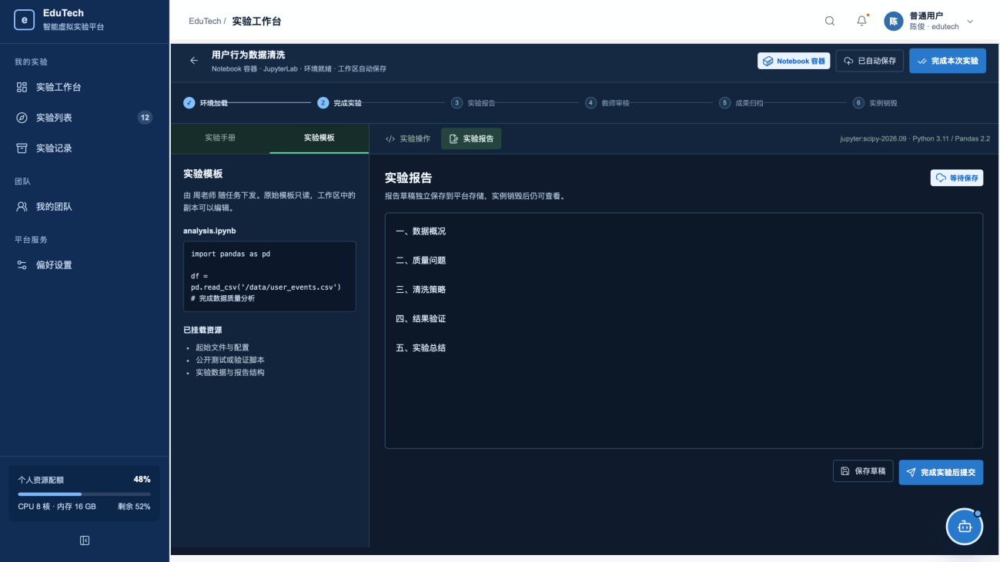 e
EduTech
智能虚拟实验平台
我的实验
实验工作台
实验列表
12
实验记录
团队
我的团队
平台服务
偏好设置
个人资源配额
48%
CPU 8 核 · 内存 16 GB
剩余 52%
EduTech / 实验工作台
陈
普通用户
陈俊 · edutech
用户行为数据清洗
Notebook 容器 · JupyterLab · 环境就绪 · 工作区自动保存
Notebook 容器
已自动保存
完成本次实验
环境加载
2 完成实验
3 实验报告
4 教师审核
5 成果归档
6 实例销毁
实验手册
实验模板
</> 实验操作
实验报告
jupyter:scipy-2026.09 · Python 3.11 / Pandas 2.2
实验模板
由 周老师 随任务下发。原始模板只读，工作区中的
副本可以编辑。
analysis.ipynb
import pandas as pd
df =
pd.read_csv('/data/user_events.csv')
# 完成数据质量分析
已挂载资源
• 起始文件与配置
• 公开测试或验证脚本
• 实验数据与报告结构
实验报告
报告草稿独立保存到平台存储，实例销毁后仍可查看。
等待保存
一、数据概况
二、质量问题
三、清洗策略
四、结果验证
五、实验总结
保存草稿
完成实验后提交